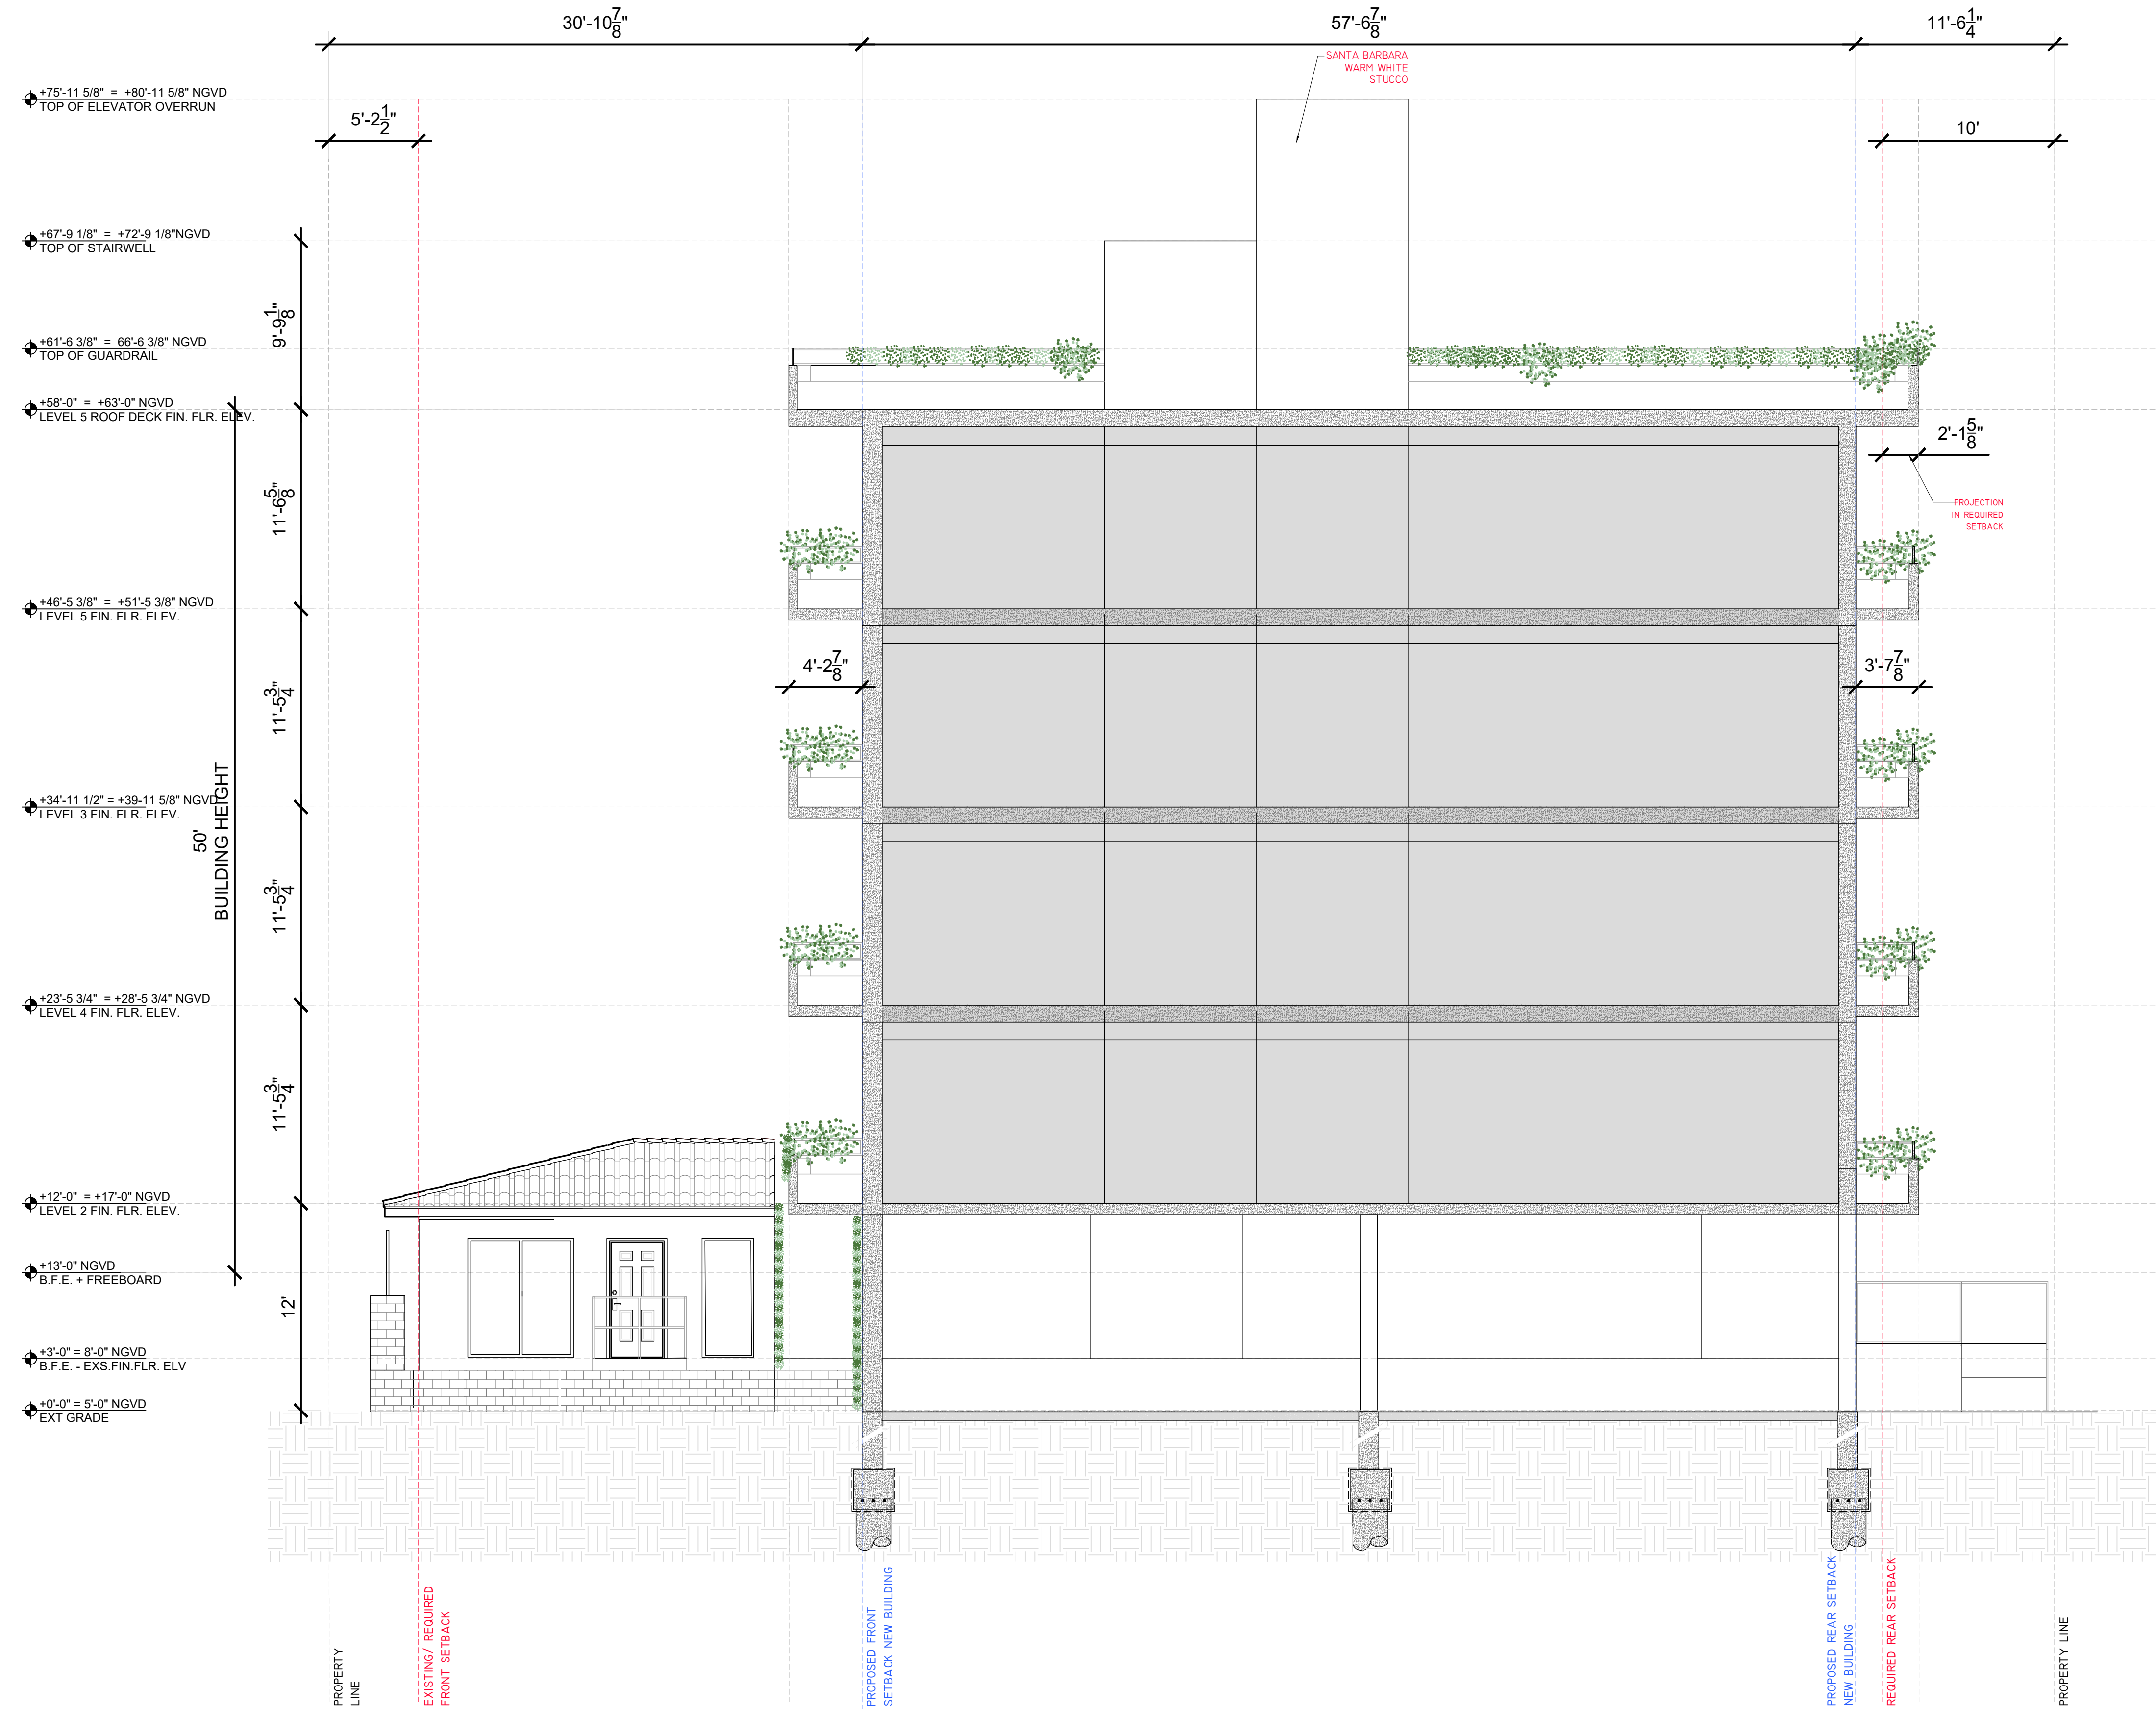 30'-10 7/8"
57'-6 7/8"
11'-6 1/4"
SANTA BARBARA
WARM WHITE
STUCCO
+75'-11 5/8" = +80'-11 5/8" NGVD
TOP OF ELEVATOR OVERRUN
5'-2 1/2"
10'
+67'-9 1/8" = +72'-9 1/8"NGVD
TOP OF STAIRWELL
9'-9 1/8"
+61'-6 3/8" = 66'-6 3/8" NGVD
TOP OF GUARDRAIL
+58'-0" = +63'-0" NGVD
LEVEL 5 ROOF DECK FIN. FLR. ELEV.
2'-1 5/8"
11'-6 5/8"
PROJECTION
IN REQUIRED
SETBACK
+46'-5 3/8" = +51'-5 3/8" NGVD
LEVEL 5 FIN. FLR. ELEV.
4'-2 7/8"
3'-7 7/8"
11'-5 3/4"
+34'-11 1/2" = +39-11 5/8" NGVD
LEVEL 3 FIN. FLR. ELEV.
50'
BUILDING HEIGHT
11'-5 3/4"
+23'-5 3/4" = +28'-5 3/4" NGVD
LEVEL 4 FIN. FLR. ELEV.
11'-5 3/4"
+12'-0" = +17'-0" NGVD
LEVEL 2 FIN. FLR. ELEV.
+13'-0" NGVD
B.F.E. + FREEBOARD
12'
+3'-0" = 8'-0" NGVD
B.F.E. - EXS.FIN.FLR. ELV
+0'-0" = 5'-0" NGVD
EXT GRADE
PROPERTY
LINE
EXISTING/ REQUIRED
FRONT SETBACK
PROPOSED FRONT
SETBACK NEW BUILDING
PROPOSED REAR SETBACK
NEW BUILDING
REQUIRED REAR SETBACK
PROPERTY LINE